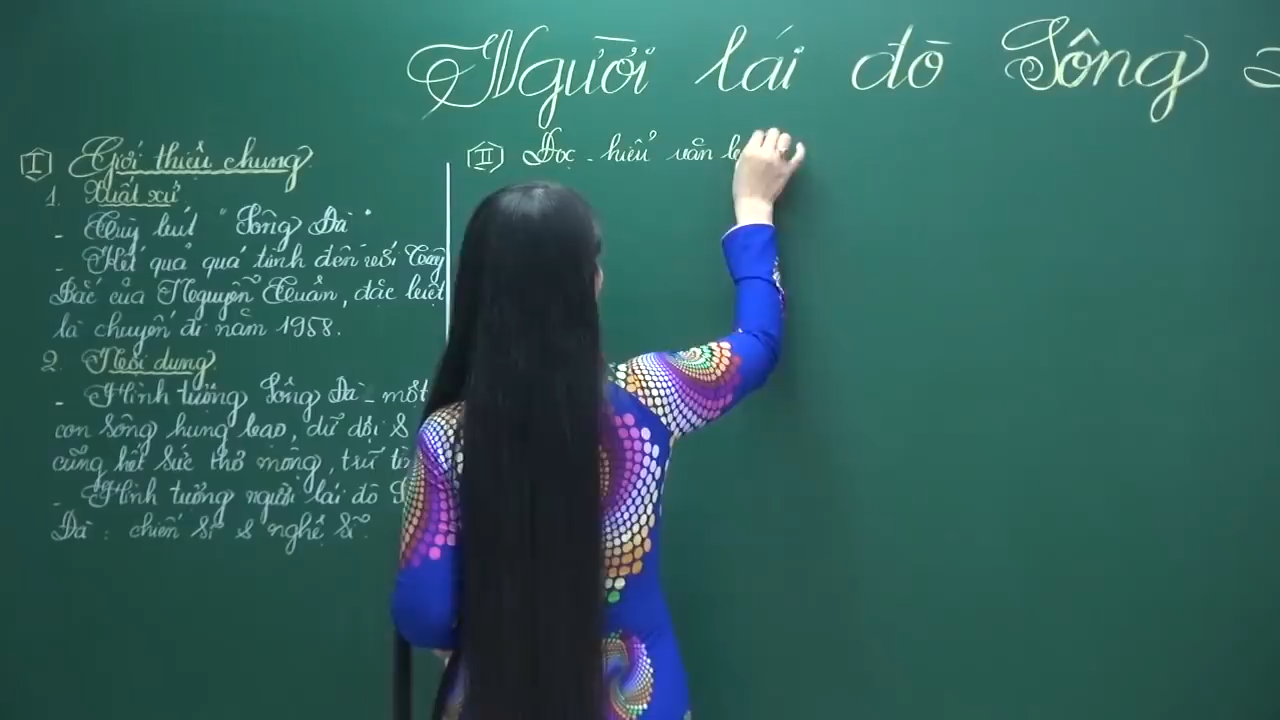 Người lái đò Sông
I Giới thiệu chung
1. Xuất xứ
- Tùy bút "Sông Đà"
- Kết quả quá trình đến với Tây
Bắc của Nguyễn Tuân, đặc biệt
là chuyến đi năm 1958.
2. Nội dung
- Hình tượng Sông Đà - một
con sông hung bạo, dữ dội &
cũng hết sức thơ mộng, trữ
- Hình tượng người lái đò
Đà : chiến sĩ & nghệ sĩ.
II Đọc - hiểu văn